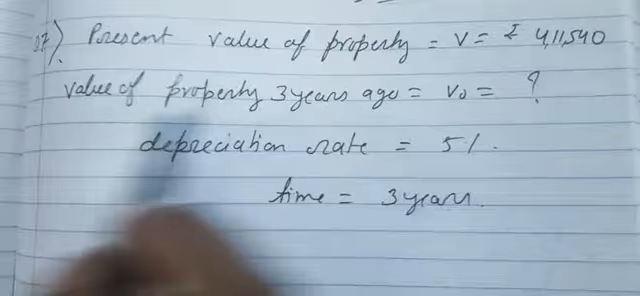 27). Present value of property = V = ₹ 4,11,540
value of property 3 years ago = V₀ = ?
depreciation rate = 5%.
time = 3 years.